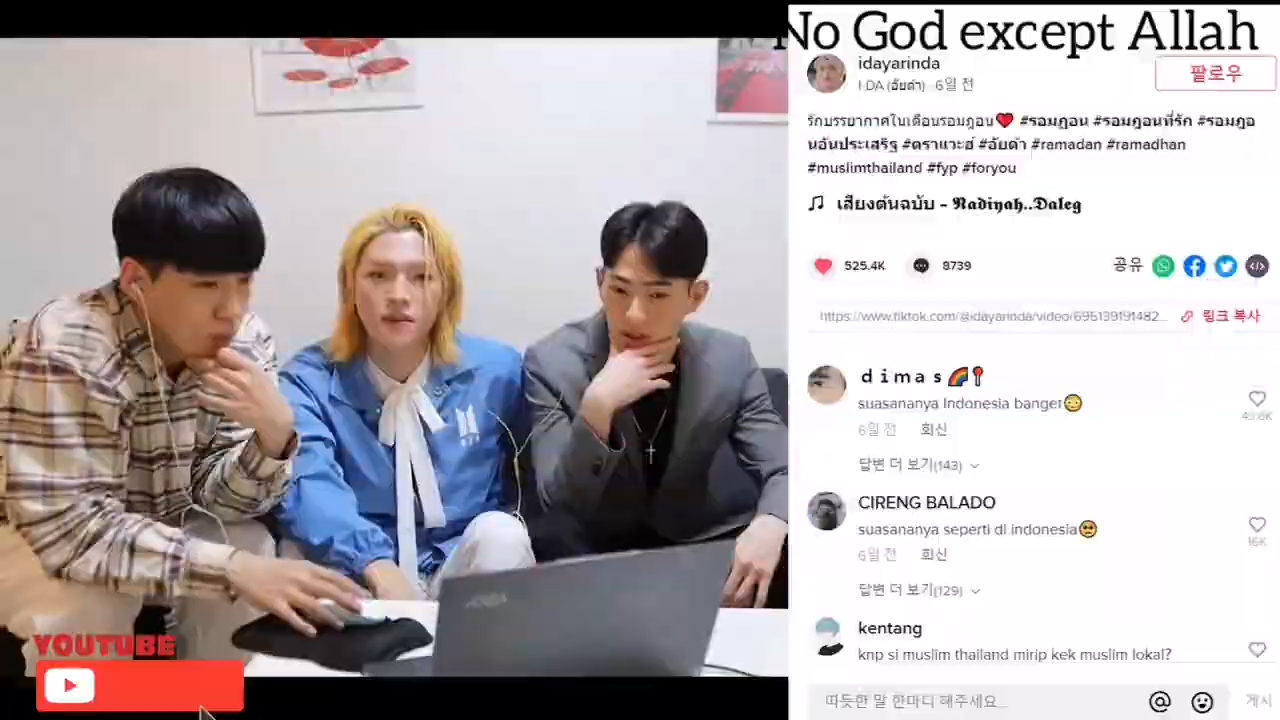 No God except Allah
idayarinda
I-DA (อัยด้า) · 6일 전
팔로우
รักบรรยากาศในเดือนรอมฎอน❤️ #รอมฎอน #รอมฎอนที่รัก #รอมฎอ
นอันประเสริฐ #ตราแวะฮ์ #อัยด้า #ramadan #ramadhan
#muslimthailand #fyp #foryou
♫ เสียงต้นฉบับ - Nadiyah..Daleg
525.4K 8739 공유
https://www.tiktok.com/@idayarinda/video/695139191482... 링크 복사
d i m a s🌈📍
suasananya Indonesia banget😳
6일 전 회신
답변 더 보기(143)
CIRENG BALADO
suasananya seperti di indonesia🥺
16K
6일 전 회신
답변 더 보기(129)
kentang
knp si muslim thailand mirip kek muslim lokal?
따뜻한 말 한마디 해주세요...
게시
YOUTUBE
BTS